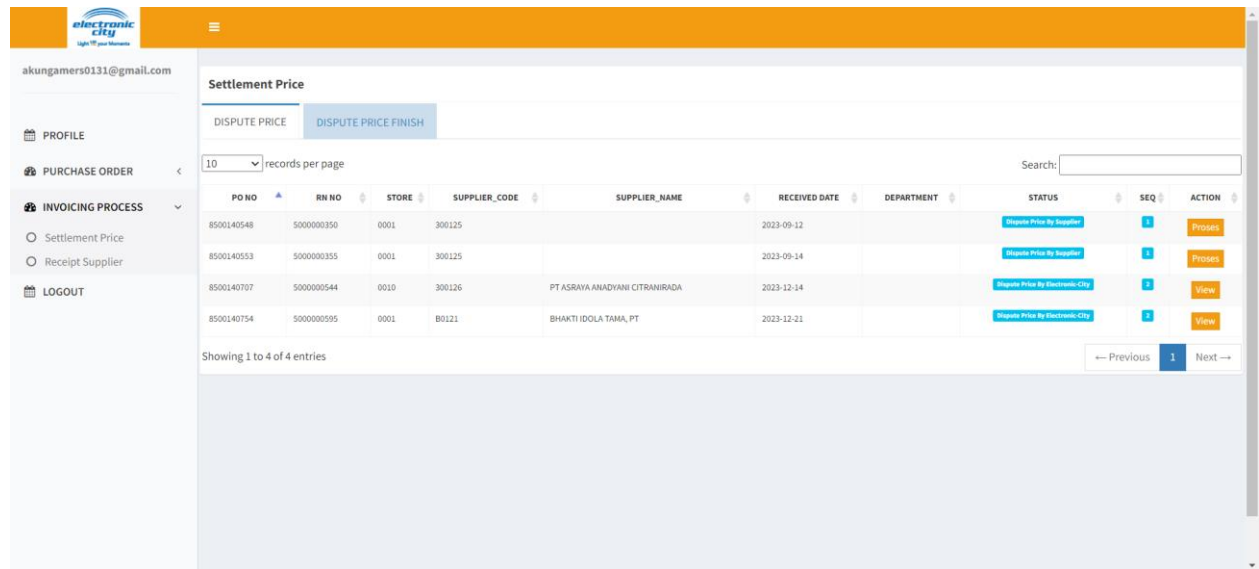 electronic
city
Light Up your Moments
akungamers0131@gmail.com
PROFILE
PURCHASE ORDER
INVOICING PROCESS
Settlement Price
Receipt Supplier
LOGOUT
Settlement Price
DISPUTE PRICE DISPUTE PRICE FINISH
10 records per page Search:
PO NO RN NO STORE SUPPLIER_CODE SUPPLIER_NAME RECEIVED DATE DEPARTMENT STATUS SEQ ACTION
8500140548 5000000350 0001 300125 2023-09-12 Dispute Price By Supplier 1 Proses
8500140553 5000000355 0001 300125 2023-09-14 Dispute Price By Supplier 1 Proses
8500140707 5000000544 0010 300126 PT ASRAYA ANADYANI CITRANIRADA 2023-12-14 Dispute Price By Electronic-City View
8500140754 5000000595 0001 B0121 BHAKTI IDOLA TAMA, PT 2023-12-21 Dispute Price By Electronic-City View
Showing 1 to 4 of 4 entries
← Previous 1 Next →